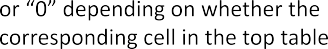 or “0” depending on whether the
corresponding cell in the top table